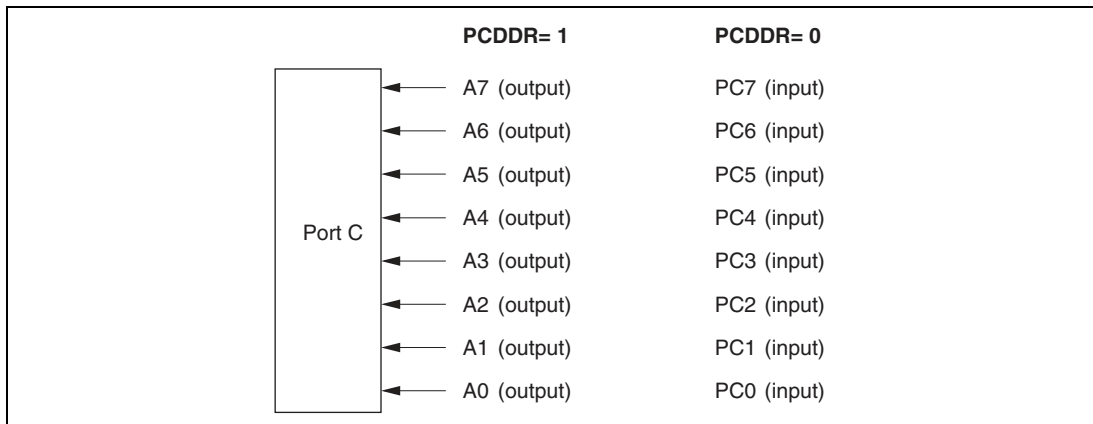 PCDDR= 1 PCDDR= 0
A7 (output) PC7 (input)
A6 (output) PC6 (input)
A5 (output) PC5 (input)
A4 (output) PC4 (input)
Port C
A3 (output) PC3 (input)
A2 (output) PC2 (input)
A1 (output) PC1 (input)
A0 (output) PC0 (input)